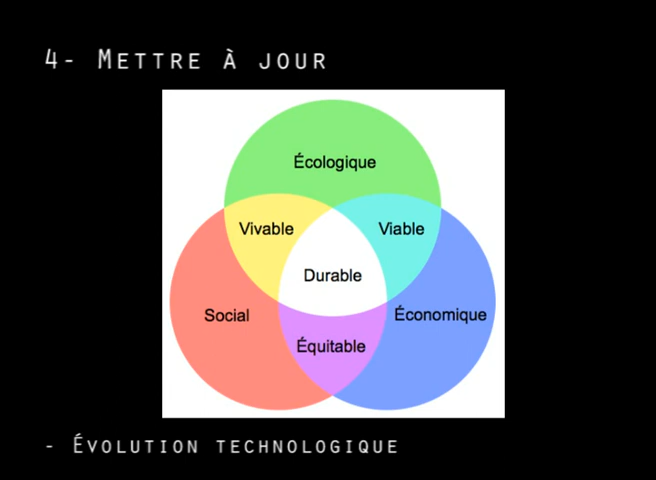 4- METTRE À JOUR
Écologique
Vivable
Viable
Durable
Social
Économique
Équitable
- ÉVOLUTION TECHNOLOGIQUE